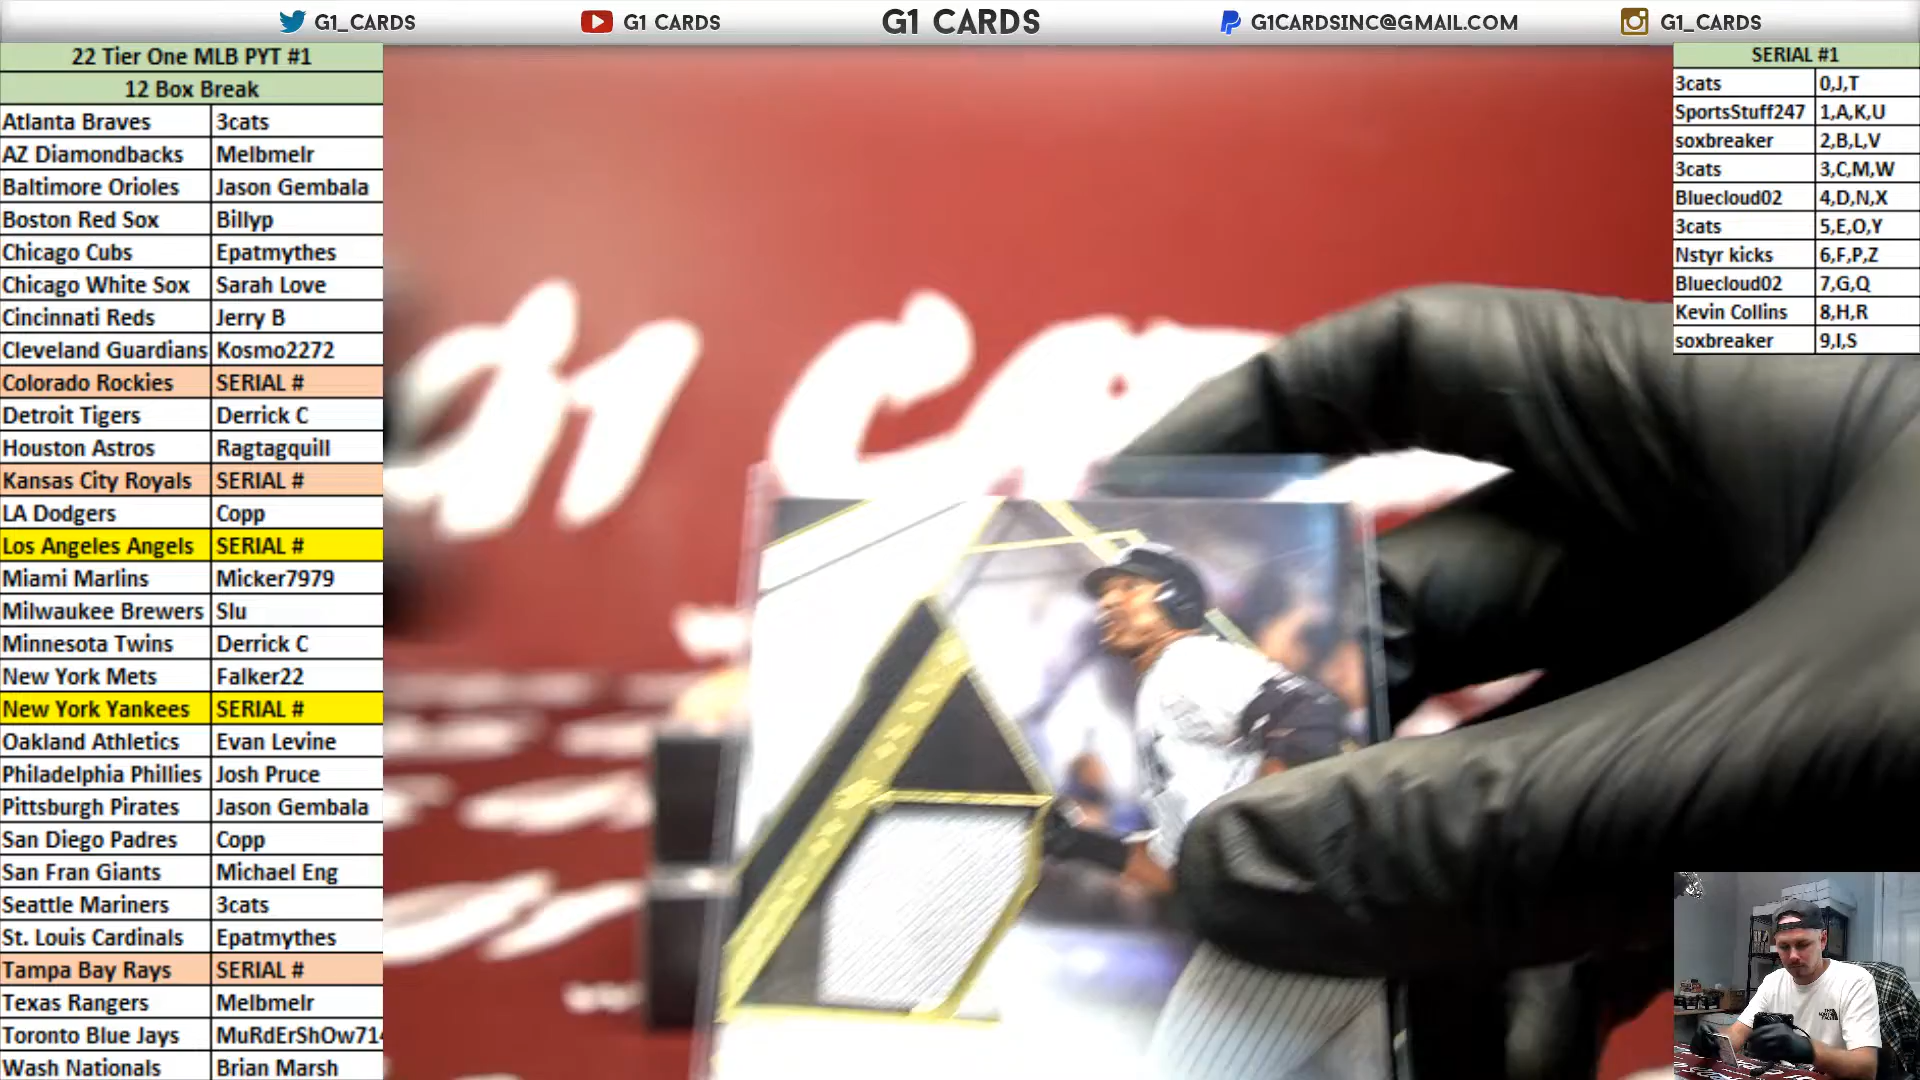 G1_CARDS G1 CARDS G1 CARDS G1CARDSINC@GMAIL.COM G1_CARDS
22 Tier One MLB PYT #1
12 Box Break
Atlanta Braves 3cats
AZ Diamondbacks Melbmelr
Baltimore Orioles Jason Gembala
Boston Red Sox Billyp
Chicago Cubs Epatmythes
Chicago White Sox Sarah Love
Cincinnati Reds Jerry B
Cleveland Guardians Kosmo2272
Colorado Rockies SERIAL #
Detroit Tigers Derrick C
Houston Astros Ragtagquill
Kansas City Royals SERIAL #
LA Dodgers Copp
Los Angeles Angels SERIAL #
Miami Marlins Micker7979
Milwaukee Brewers Slu
Minnesota Twins Derrick C
New York Mets Falker22
New York Yankees SERIAL #
Oakland Athletics Evan Levine
Philadelphia Phillies Josh Pruce
Pittsburgh Pirates Jason Gembala
San Diego Padres Copp
San Fran Giants Michael Eng
Seattle Mariners 3cats
St. Louis Cardinals Epatmythes
Tampa Bay Rays SERIAL #
Texas Rangers Melbmelr
Toronto Blue Jays MuRdErShOw714
Wash Nationals Brian Marsh
SERIAL #1
3cats 0,J,T
SportsStuff247 1,A,K,U
soxbreaker 2,B,L,V
3cats 3,C,M,W
Bluecloud02 4,D,N,X
3cats 5,E,O,Y
Nstyr kicks 6,F,P,Z
Bluecloud02 7,G,Q
Kevin Collins 8,H,R
soxbreaker 9,I,S
G1 Ca